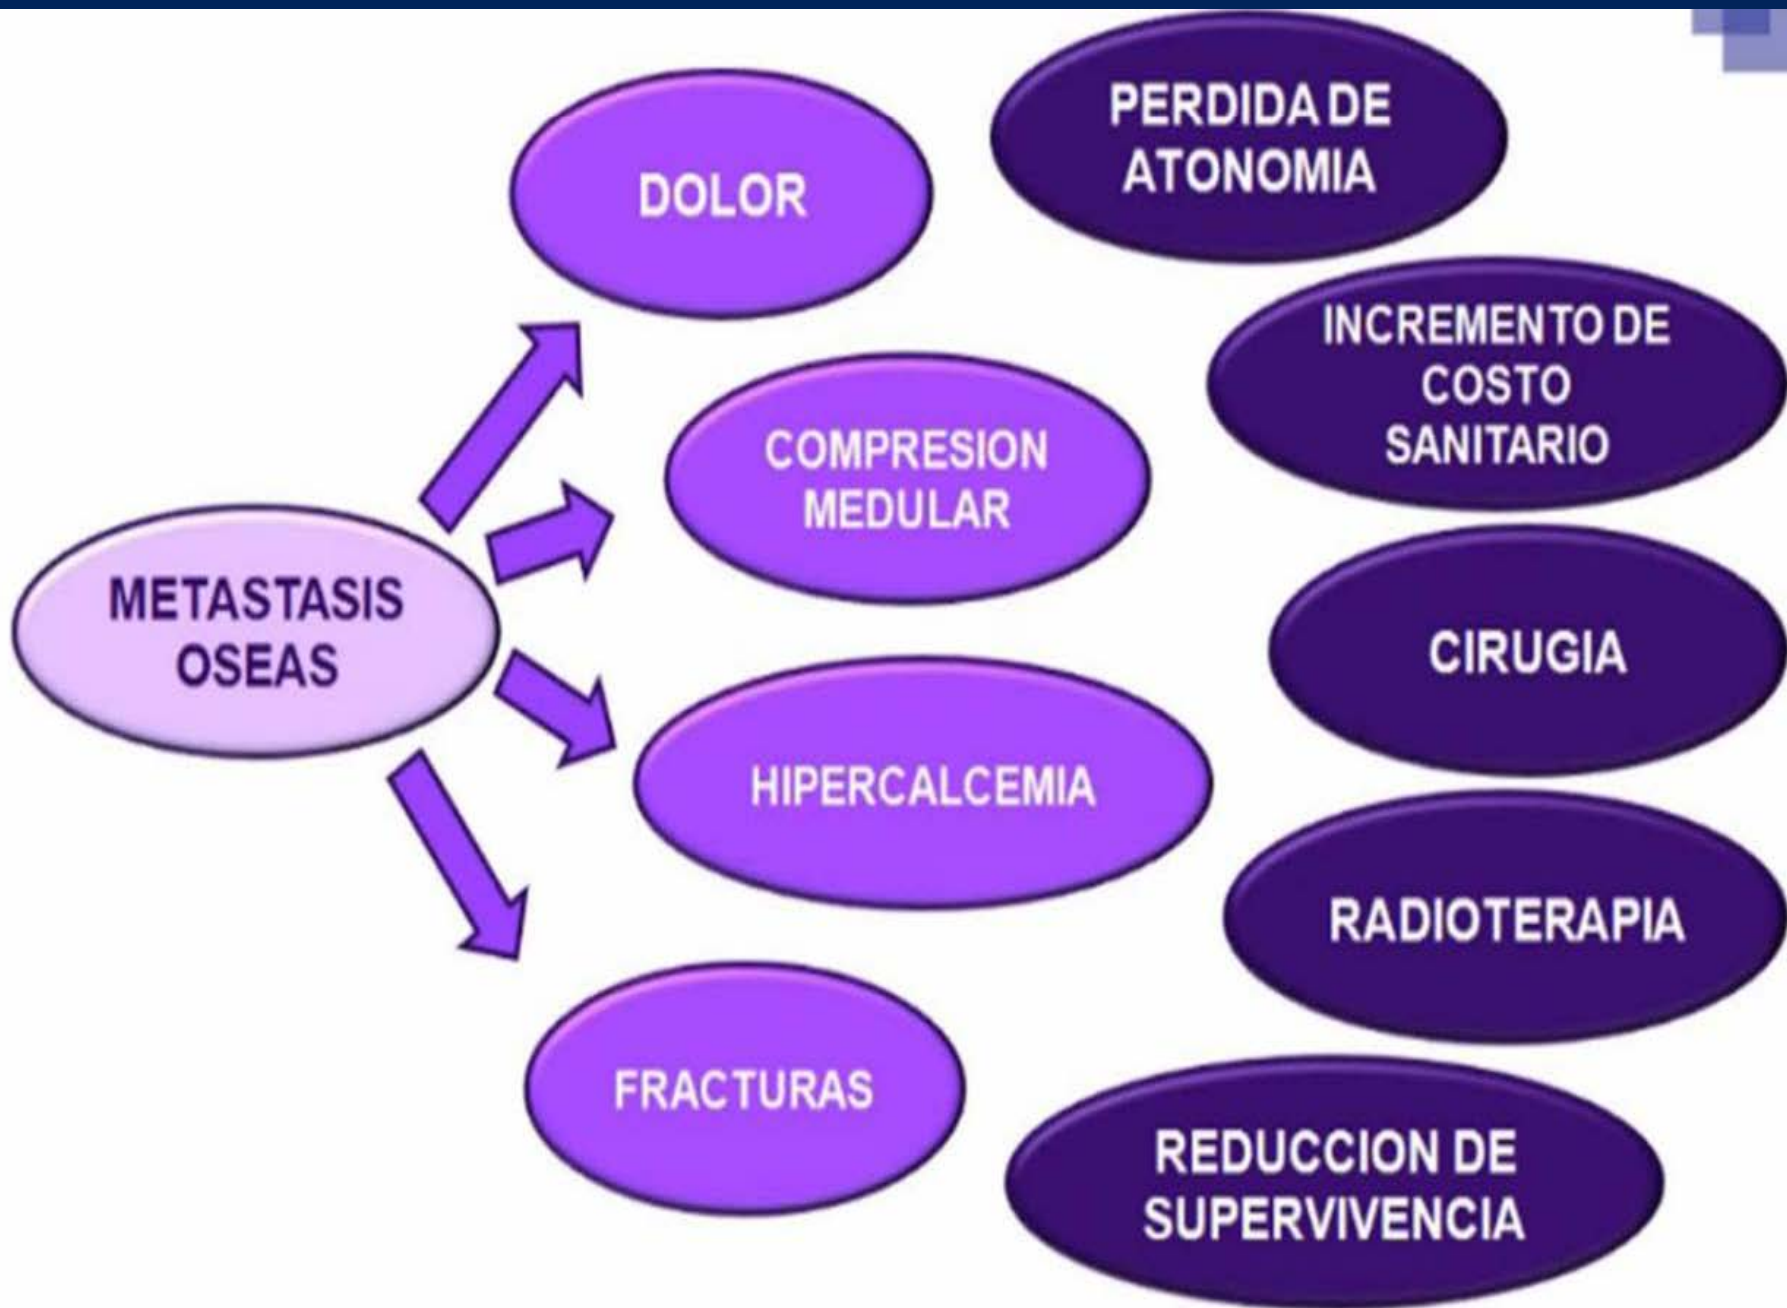 METASTASIS
OSEAS
DOLOR
COMPRESION
MEDULAR
HIPERCALCEMIA
FRACTURAS
PERDIDA DE
ATONOMIA
INCREMENTO DE
COSTO
SANITARIO
CIRUGIA
RADIOTERAPIA
REDUCCION DE
SUPERVIVENCIA